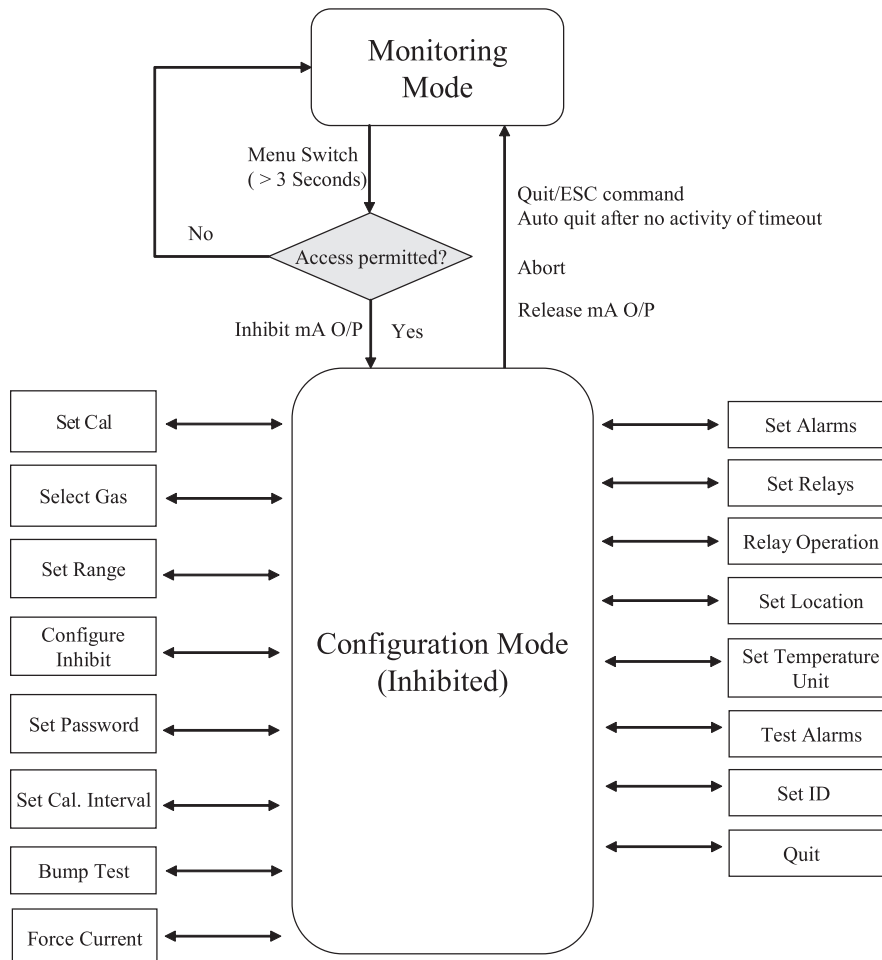 Monitoring
Mode
Menu Switch
( > 3 Seconds)
Quit/ESC command
Auto quit after no activity of timeout
Abort
Release mA O/P
No
Access permitted?
Inhibit mA O/P
Yes
Set Cal
Select Gas
Set Range
Configure
Inhibit
Set Password
Set Cal. Interval
Bump Test
Force Current
Configuration Mode
(Inhibited)
Set Alarms
Set Relays
Relay Operation
Set Location
Set Temperature
Unit
Test Alarms
Set ID
Quit